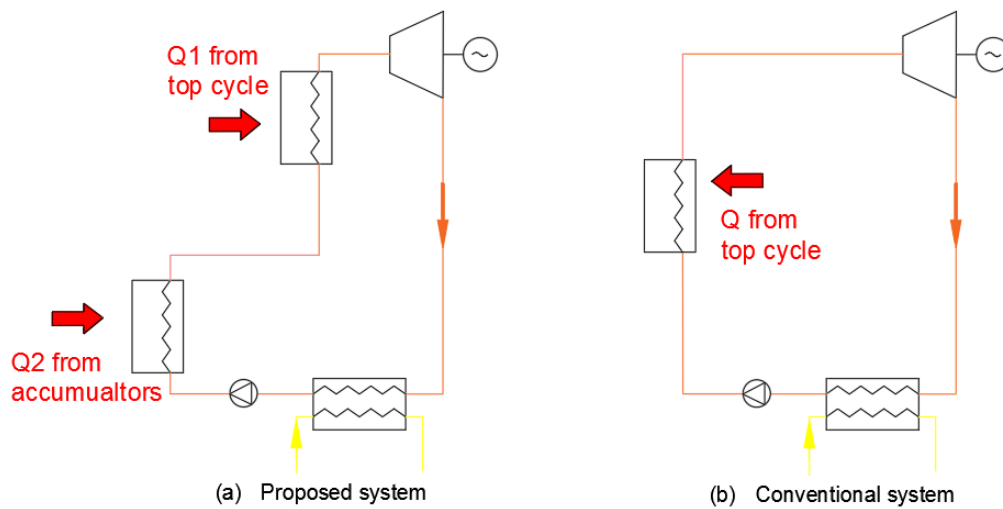 Q1 from
top cycle
Q2 from
accumualtors
(a) Proposed system
Q from
top cycle
(b) Conventional system